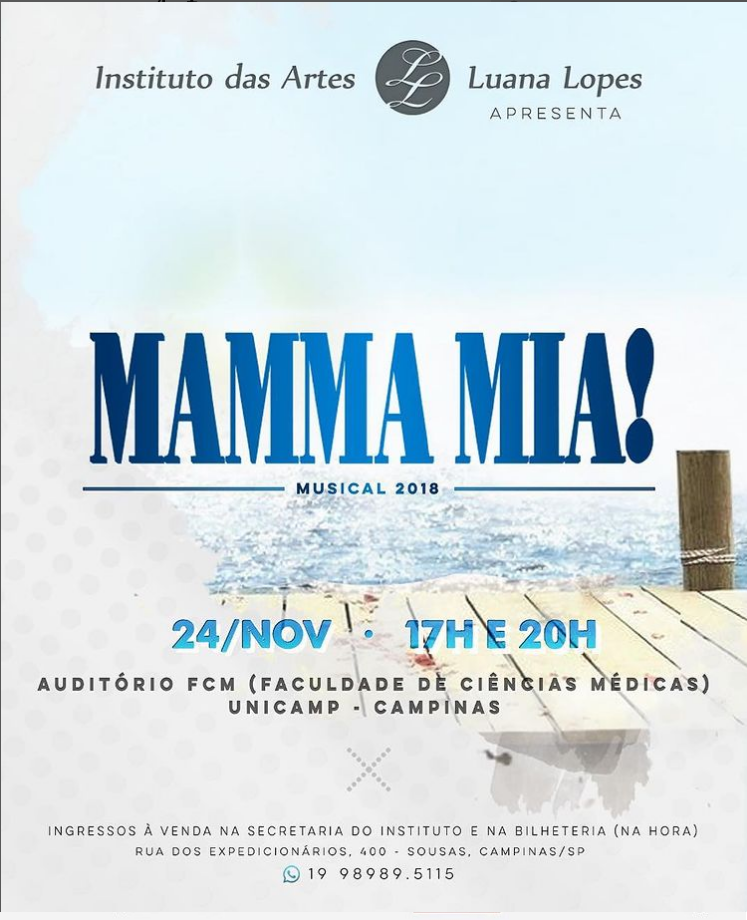 Instituto das Artes LL Luana Lopes
APRESENTA
MAMMA MIA!
MUSICAL 2018
24/NOV • 17H E 20H
AUDITÓRIO FCM (FACULDADE DE CIÊNCIAS MÉDICAS)
UNICAMP - CAMPINAS
INGRESSOS À VENDA NA SECRETARIA DO INSTITUTO E NA BILHETERIA (NA HORA)
RUA DOS EXPEDICIONÁRIOS, 400 - SOUSAS, CAMPINAS/SP
19 98989.5115